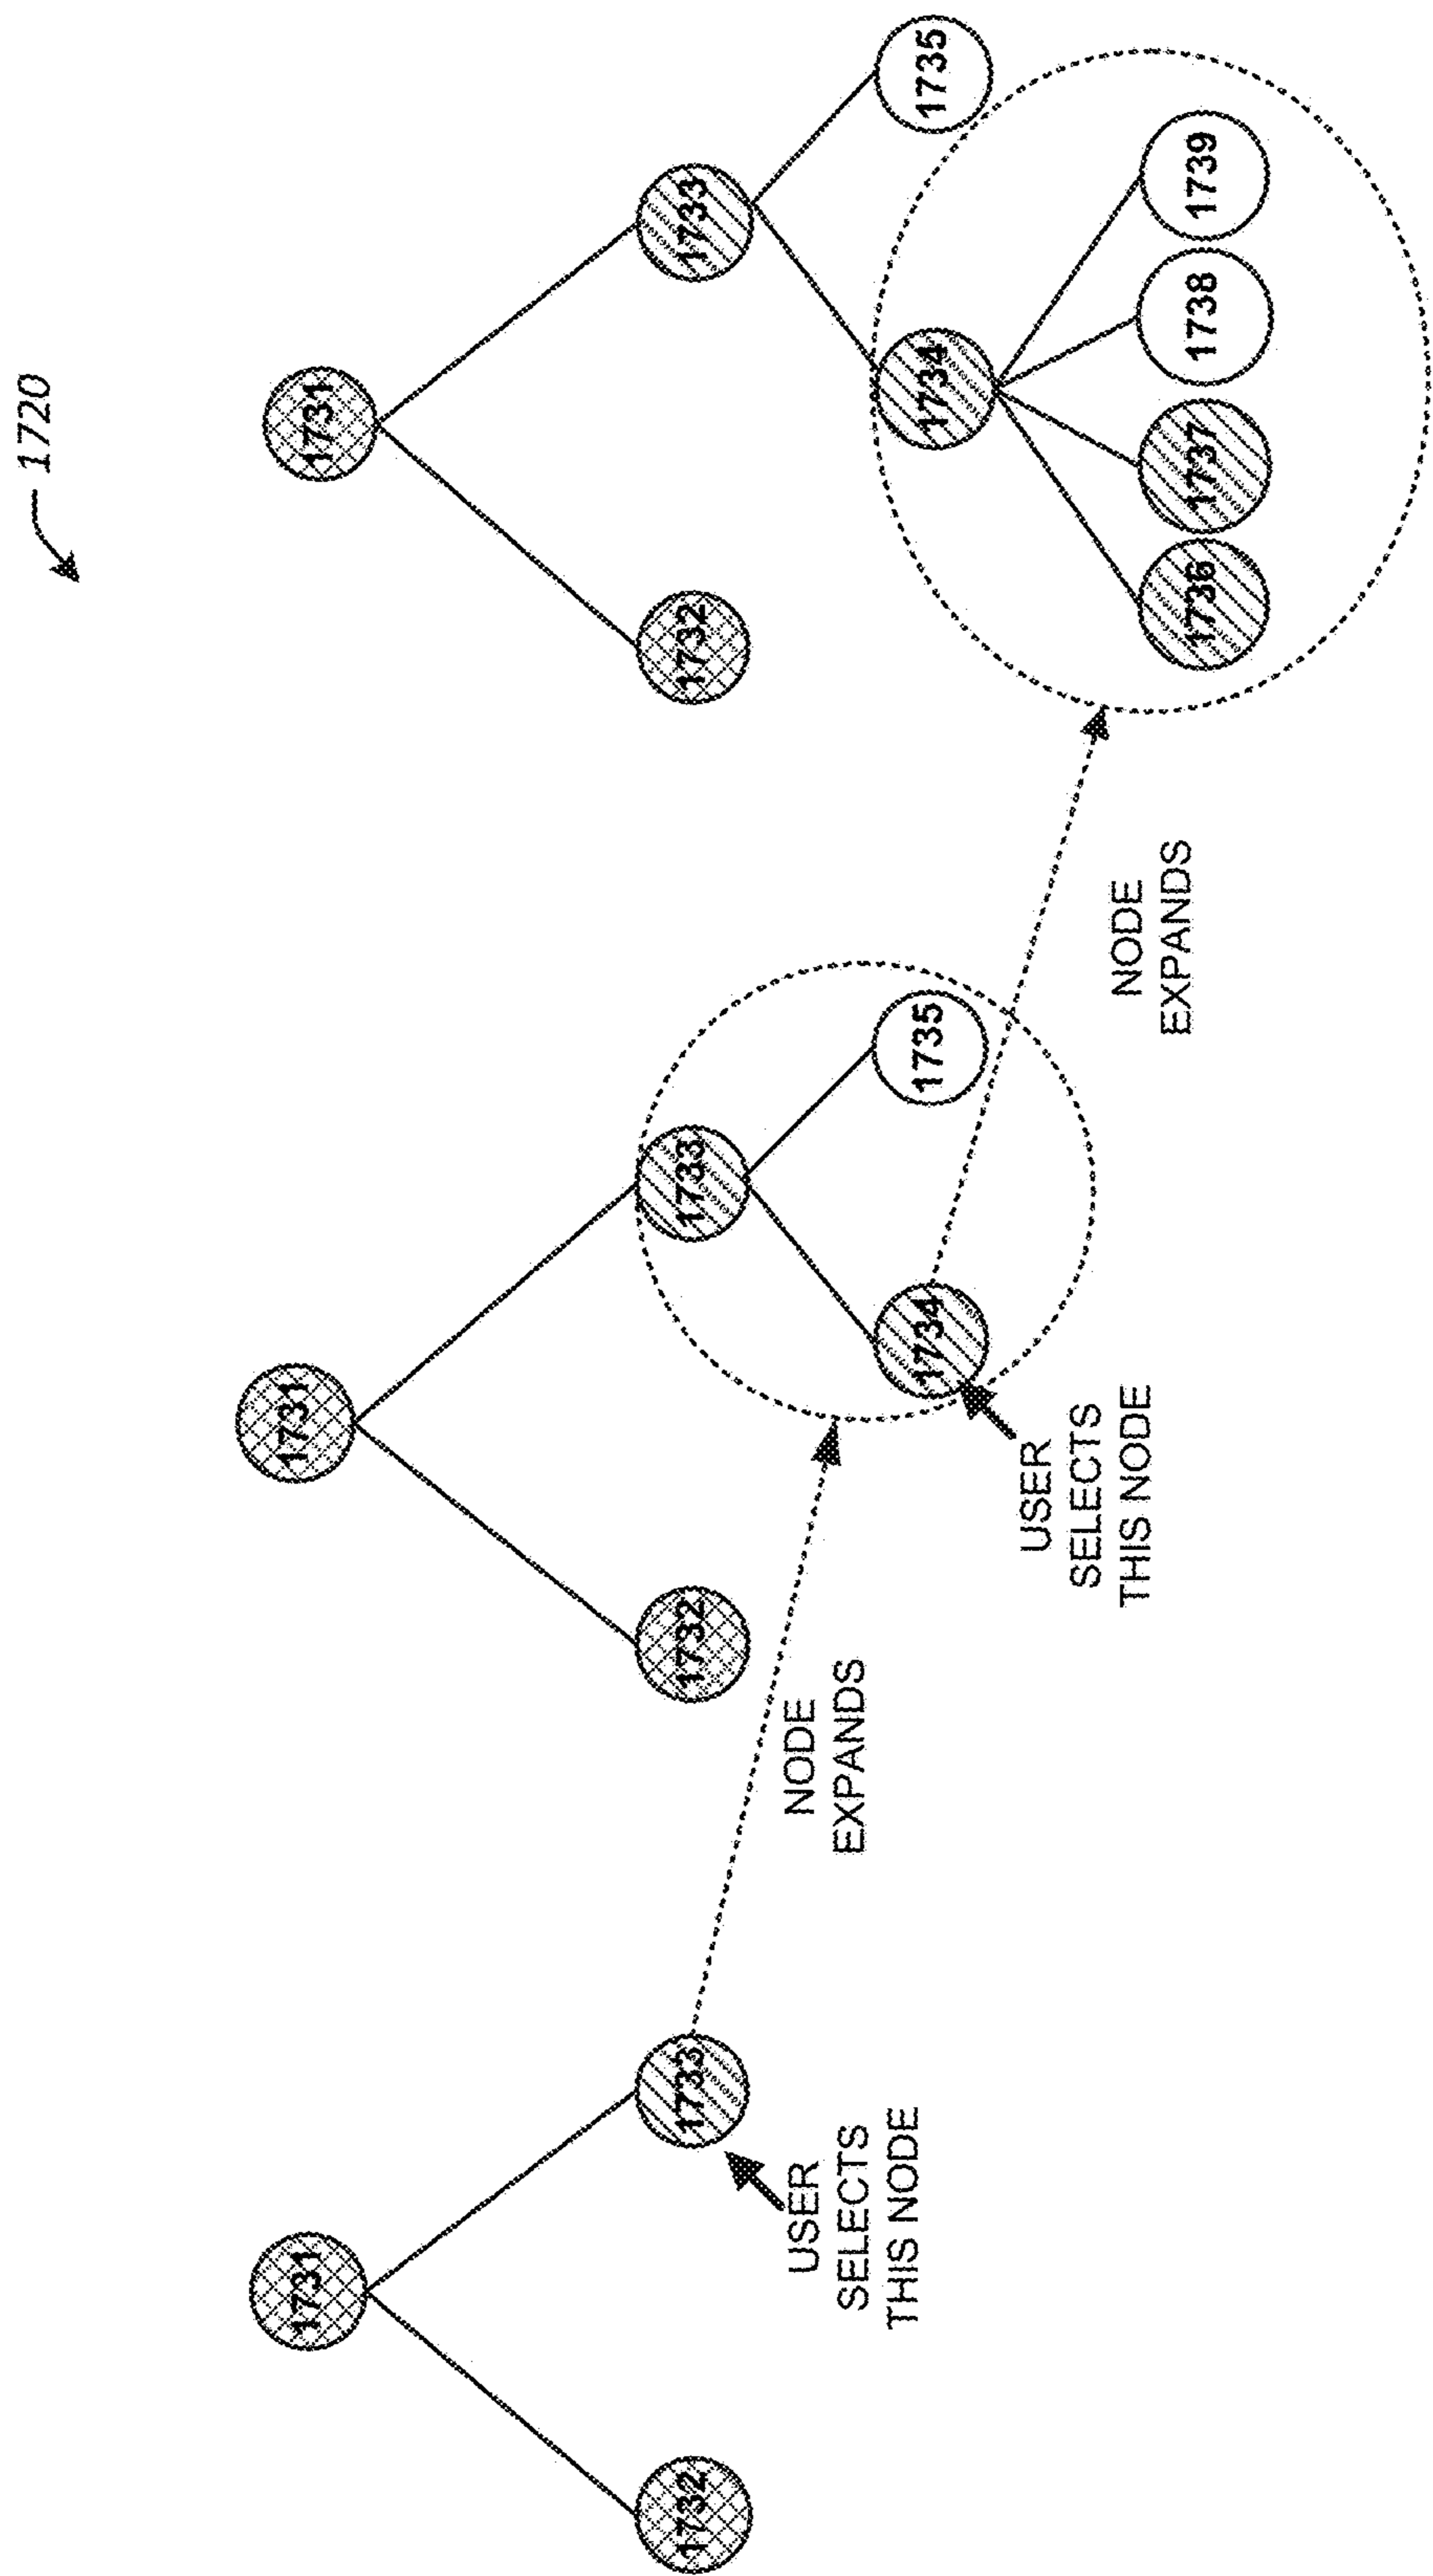 1720
1731
1732
1733
USER
SELECTS
THIS NODE
NODE
EXPANDS
1731
1732
1733
1734
1735
USER
SELECTS
THIS NODE
NODE
EXPANDS
1731
1732
1733
1734
1735
1736
1737
1738
1739